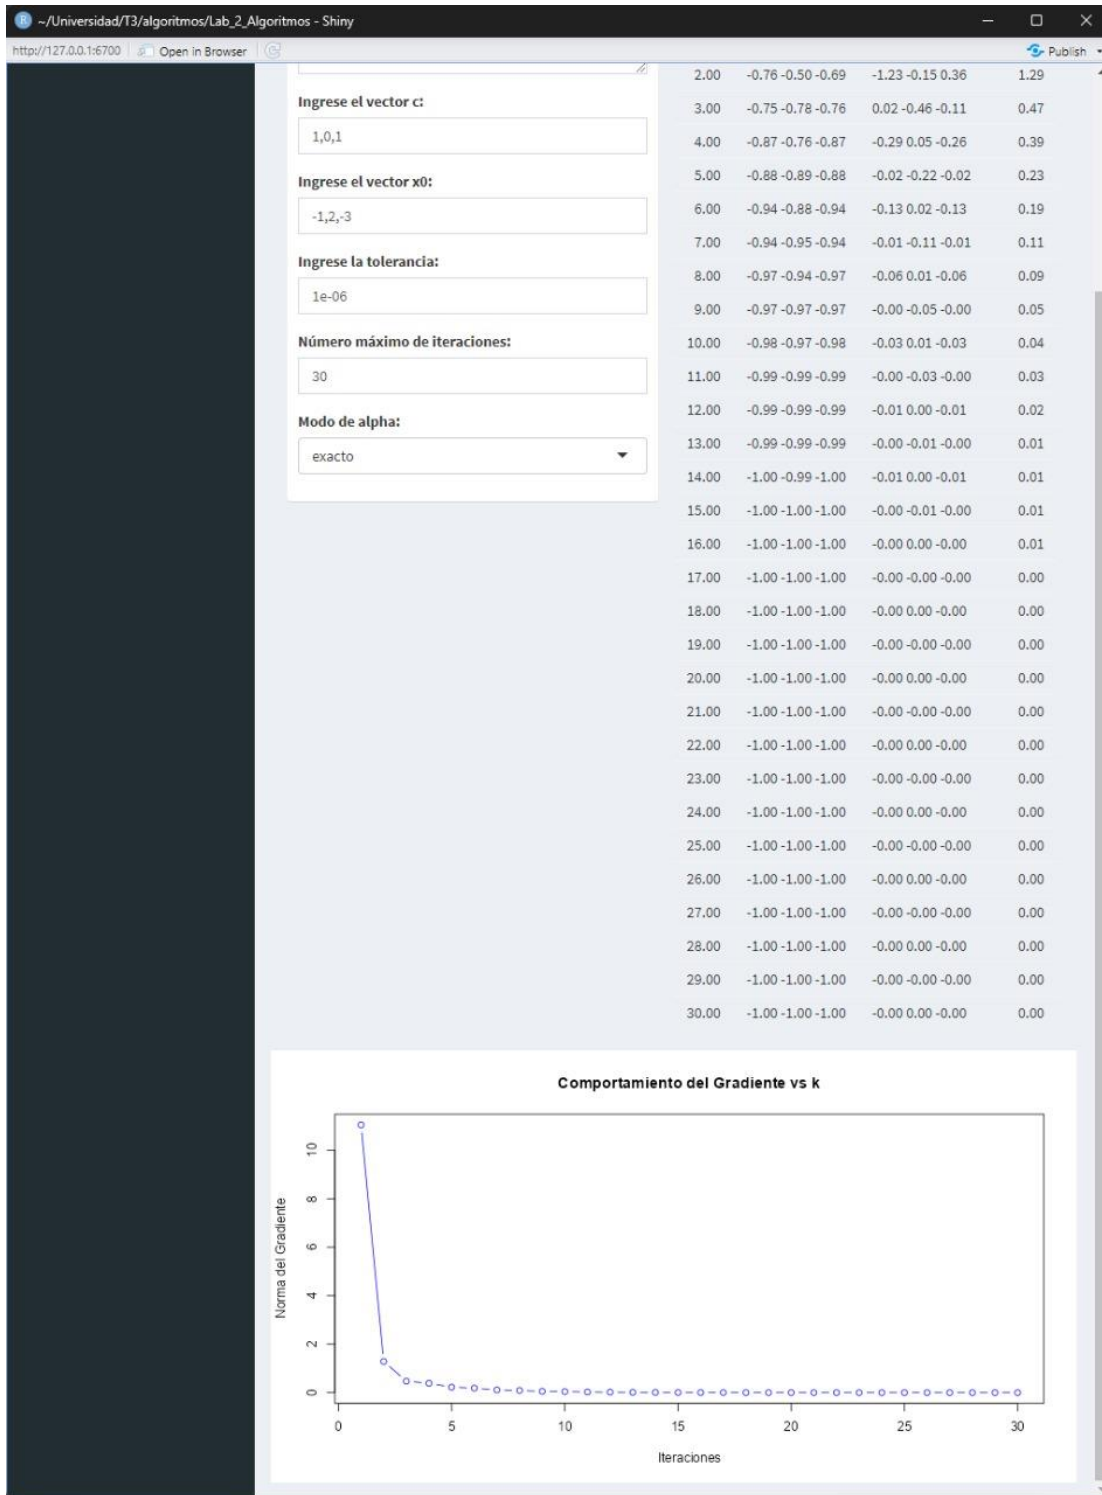 ~/Universidad/T3/algoritmos/Lab_2_Algoritmos - Shiny
http://127.0.0.1:6700 Open in Browser Publish
Ingrese el vector c:
1,0,1
Ingrese el vector x0:
-1,2,-3
Ingrese la tolerancia:
1e-06
Número máximo de iteraciones:
30
Modo de alpha:
exacto
2.00 -0.76 -0.50 -0.69 -1.23 -0.15 0.36 1.29
3.00 -0.75 -0.78 -0.76 0.02 -0.46 -0.11 0.47
4.00 -0.87 -0.76 -0.87 -0.29 0.05 -0.26 0.39
5.00 -0.88 -0.89 -0.88 -0.02 -0.22 -0.02 0.23
6.00 -0.94 -0.88 -0.94 -0.13 0.02 -0.13 0.19
7.00 -0.94 -0.95 -0.94 -0.01 -0.11 -0.01 0.11
8.00 -0.97 -0.94 -0.97 -0.06 0.01 -0.06 0.09
9.00 -0.97 -0.97 -0.97 -0.00 -0.05 -0.00 0.05
10.00 -0.98 -0.97 -0.98 -0.03 0.01 -0.03 0.04
11.00 -0.99 -0.99 -0.99 -0.00 -0.03 -0.00 0.03
12.00 -0.99 -0.99 -0.99 -0.01 0.00 -0.01 0.02
13.00 -0.99 -0.99 -0.99 -0.00 -0.01 -0.00 0.01
14.00 -1.00 -0.99 -1.00 -0.01 0.00 -0.01 0.01
15.00 -1.00 -1.00 -1.00 -0.00 -0.01 -0.00 0.01
16.00 -1.00 -1.00 -1.00 -0.00 0.00 -0.00 0.01
17.00 -1.00 -1.00 -1.00 -0.00 -0.00 -0.00 0.00
18.00 -1.00 -1.00 -1.00 -0.00 0.00 -0.00 0.00
19.00 -1.00 -1.00 -1.00 -0.00 -0.00 -0.00 0.00
20.00 -1.00 -1.00 -1.00 -0.00 0.00 -0.00 0.00
21.00 -1.00 -1.00 -1.00 -0.00 -0.00 -0.00 0.00
22.00 -1.00 -1.00 -1.00 -0.00 0.00 -0.00 0.00
23.00 -1.00 -1.00 -1.00 -0.00 -0.00 -0.00 0.00
24.00 -1.00 -1.00 -1.00 -0.00 0.00 -0.00 0.00
25.00 -1.00 -1.00 -1.00 -0.00 -0.00 -0.00 0.00
26.00 -1.00 -1.00 -1.00 -0.00 0.00 -0.00 0.00
27.00 -1.00 -1.00 -1.00 -0.00 -0.00 -0.00 0.00
28.00 -1.00 -1.00 -1.00 -0.00 0.00 -0.00 0.00
29.00 -1.00 -1.00 -1.00 -0.00 -0.00 -0.00 0.00
30.00 -1.00 -1.00 -1.00 -0.00 0.00 -0.00 0.00
Comportamiento del Gradiente vs k
Norma del Gradiente
10
8
6
4
2
0
0 5 10 15 20 25 30
Iteraciones